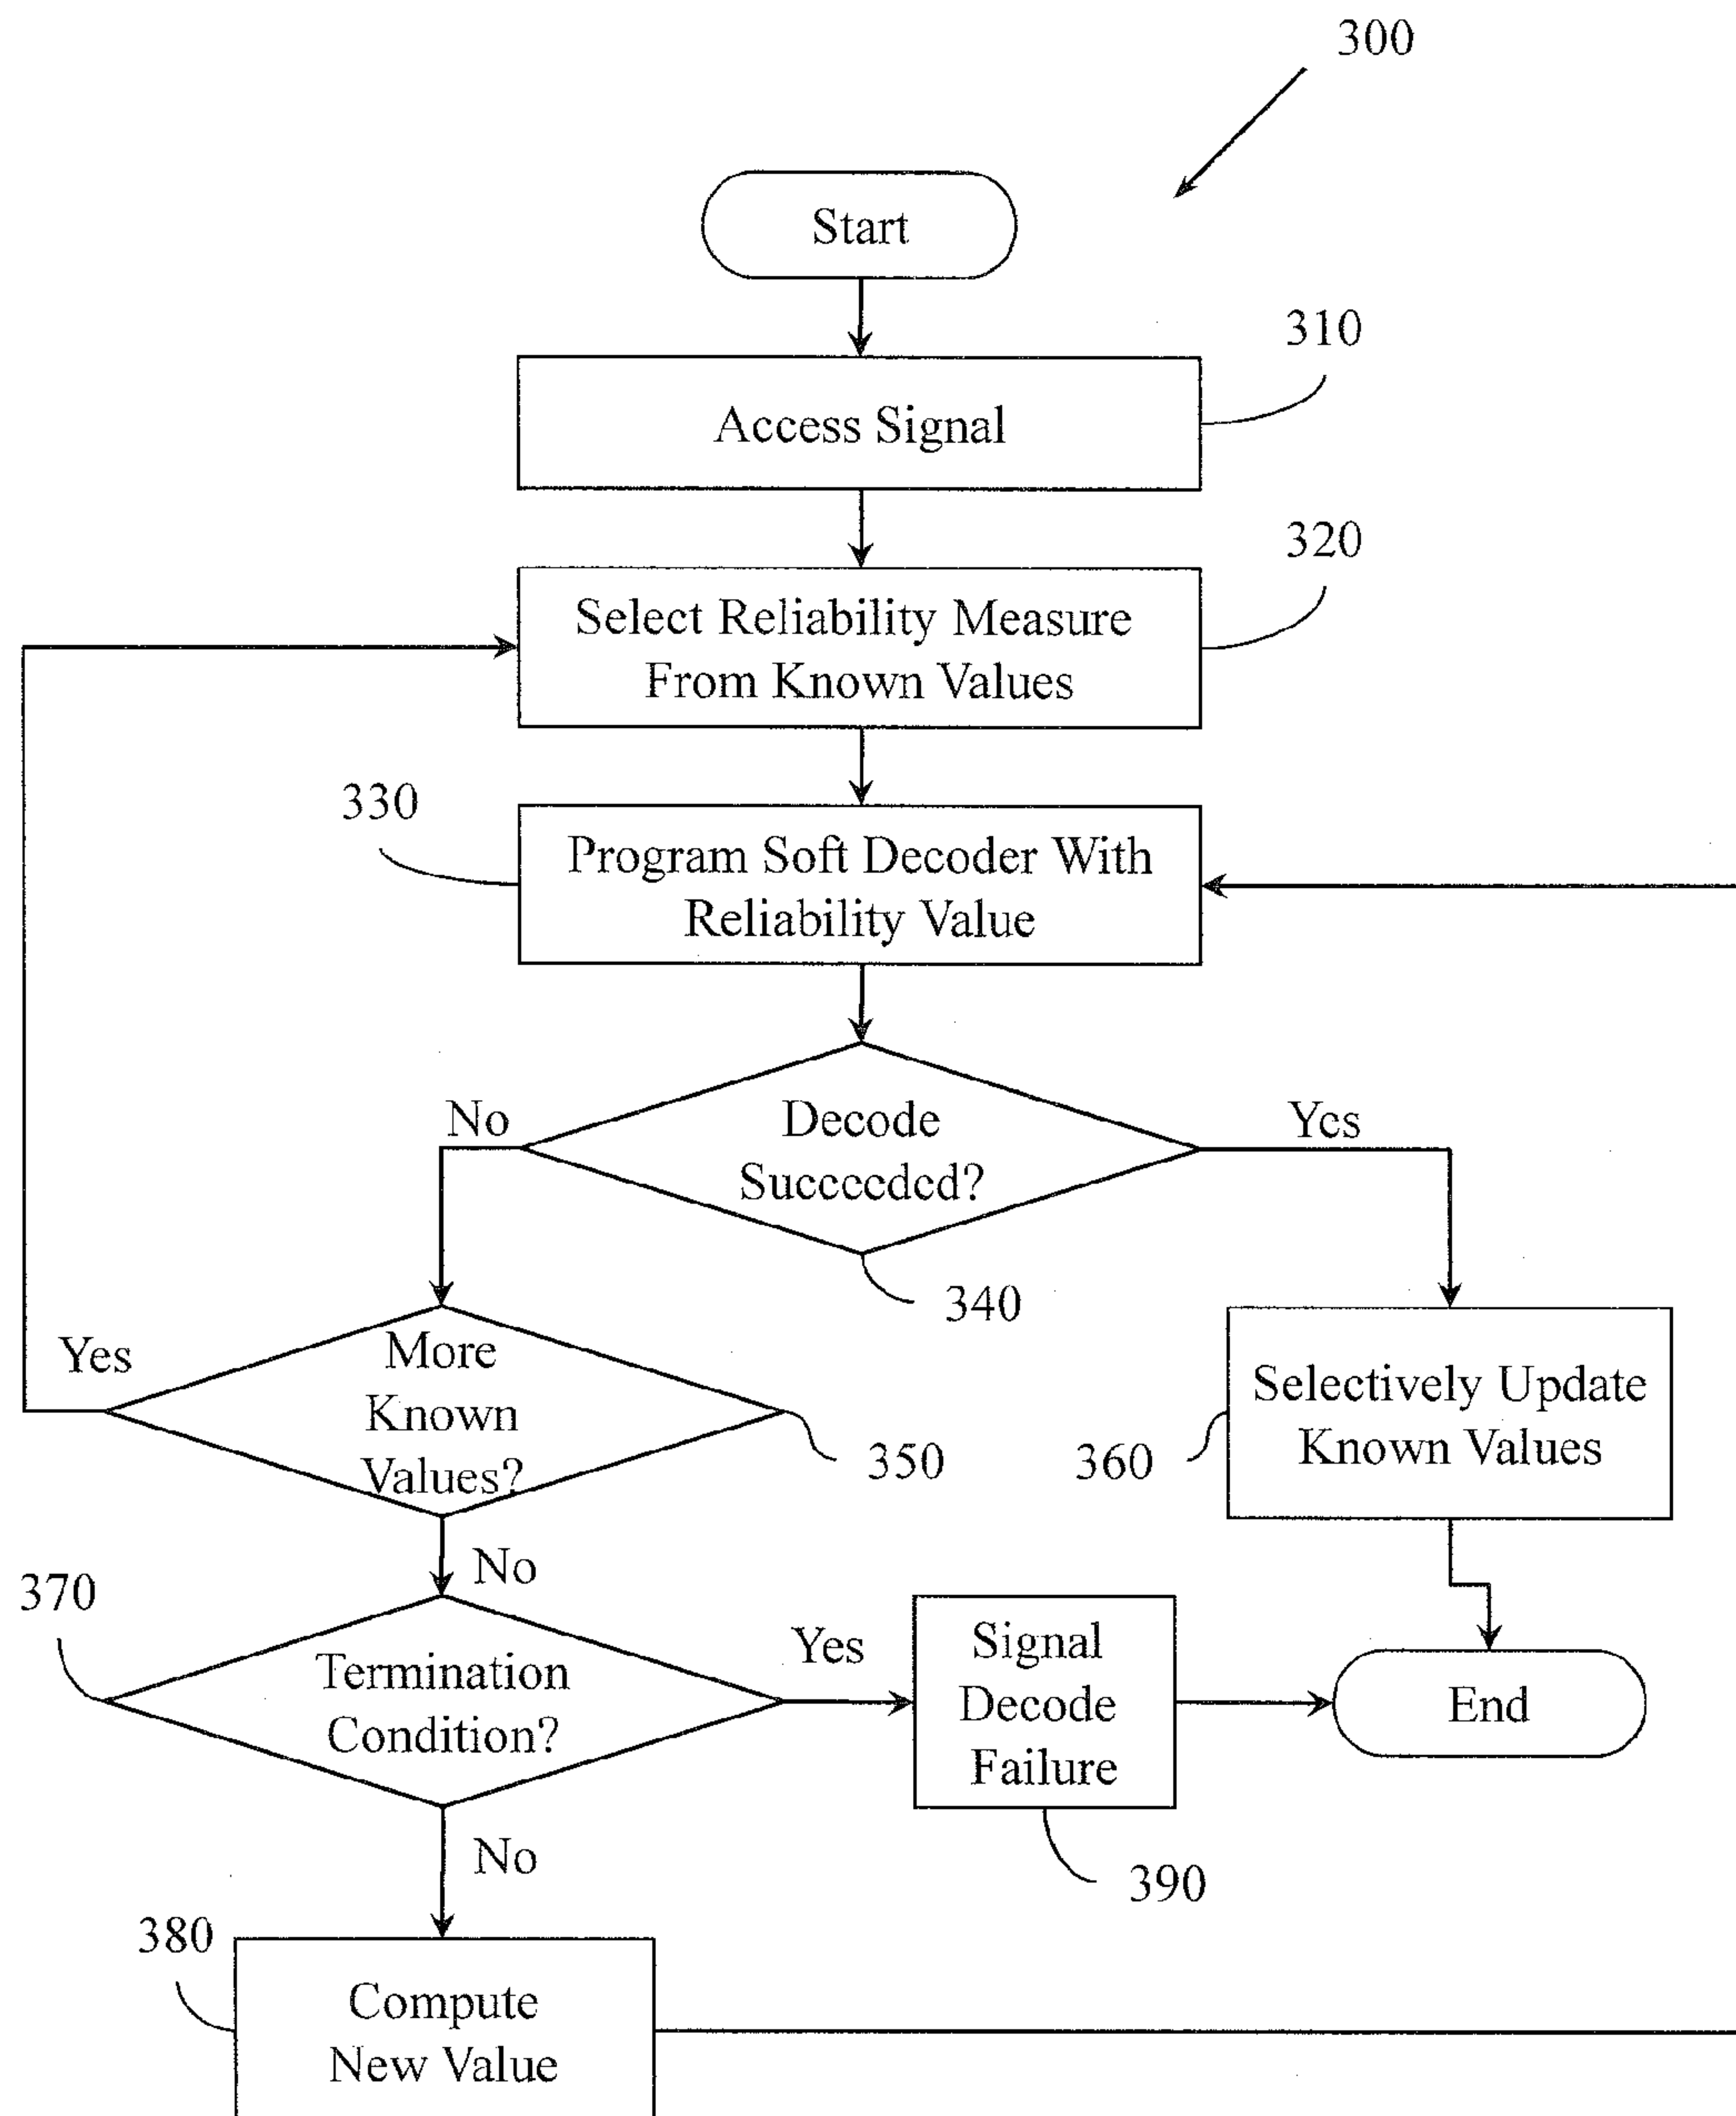 300
Start
310
Access Signal
320
Select Reliability Measure
From Known Values
330
Program Soft Decoder With
Reliability Value
No
Decode
Succeeded?
Yes
340
Yes
More
Known
Values?
350
360
Selectively Update
Known Values
No
370
Termination
Condition?
Yes
Signal
Decode
Failure
End
No
390
380
Compute
New Value